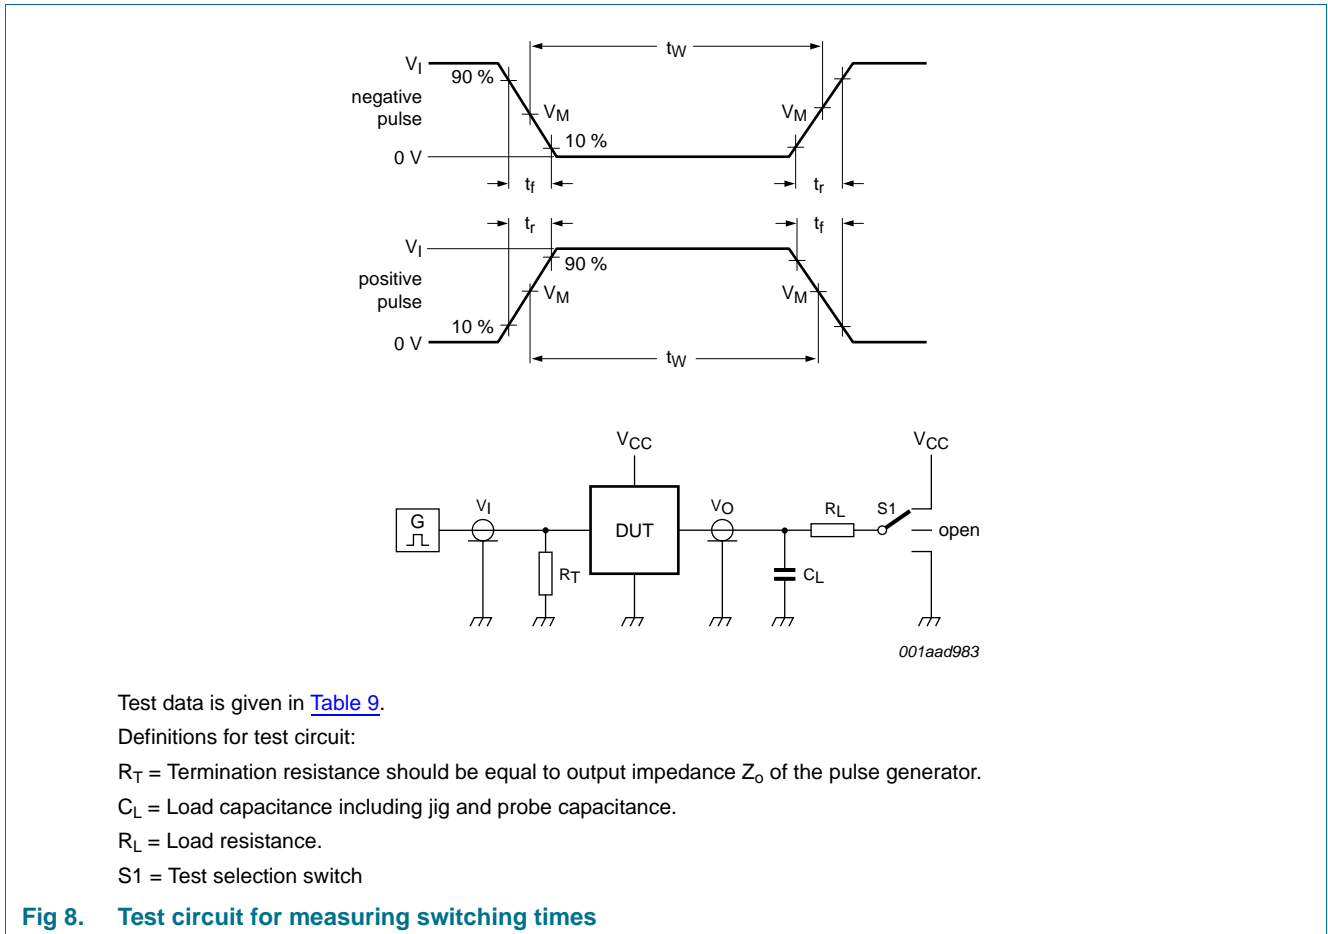 tW
VI
90 %
negative
pulse
VM
VM
10 %
0 V
tf
tr
tr
tf
VI
90 %
positive
pulse
VM
VM
10 %
0 V
tW
VCC
VCC
G
VI
DUT
VO
RL
S1
open
RT
CL
001aad983
Test data is given in Table 9.
Definitions for test circuit:
RT = Termination resistance should be equal to output impedance Zo of the pulse generator.
CL = Load capacitance including jig and probe capacitance.
RL = Load resistance.
S1 = Test selection switch
Fig 8. Test circuit for measuring switching times